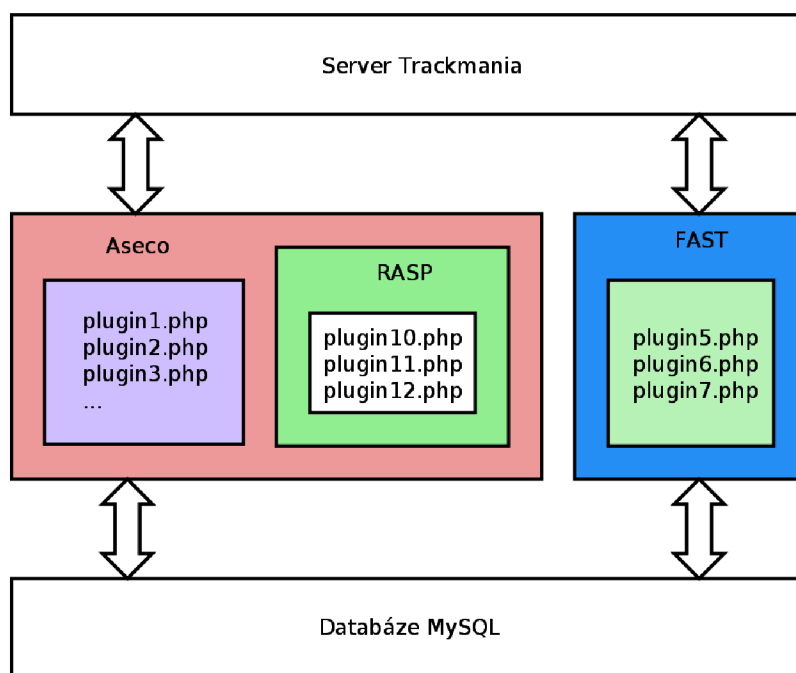 Server Trackmania
Aseco
RASP
FAST
plugin1.php
plugin2.php
plugin3.php
...
plugin10.php
plugin11.php
plugin12.php
plugin5.php
plugin6.php
plugin7.php
Databáze MySQL